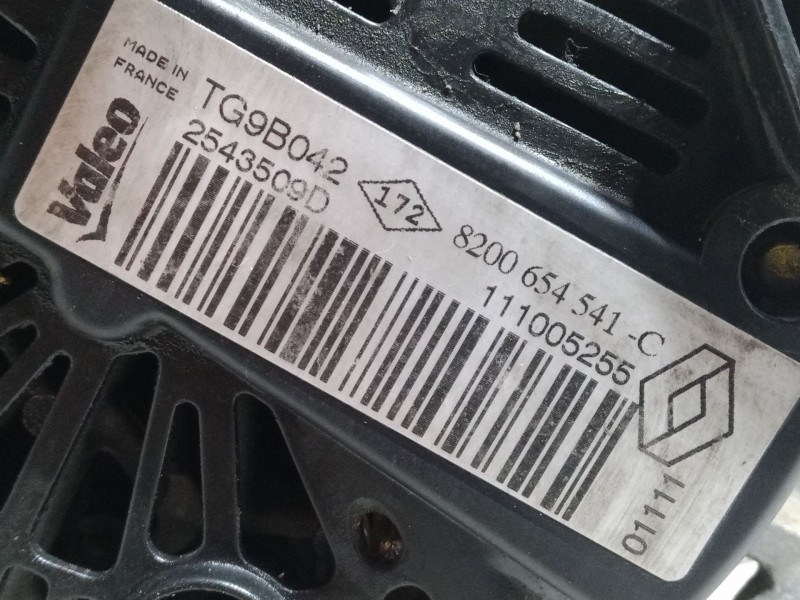 MADE IN
FRANCE
Valeo
TG9B042
2543509D
172
8200 654 541 -C
111005255
01111